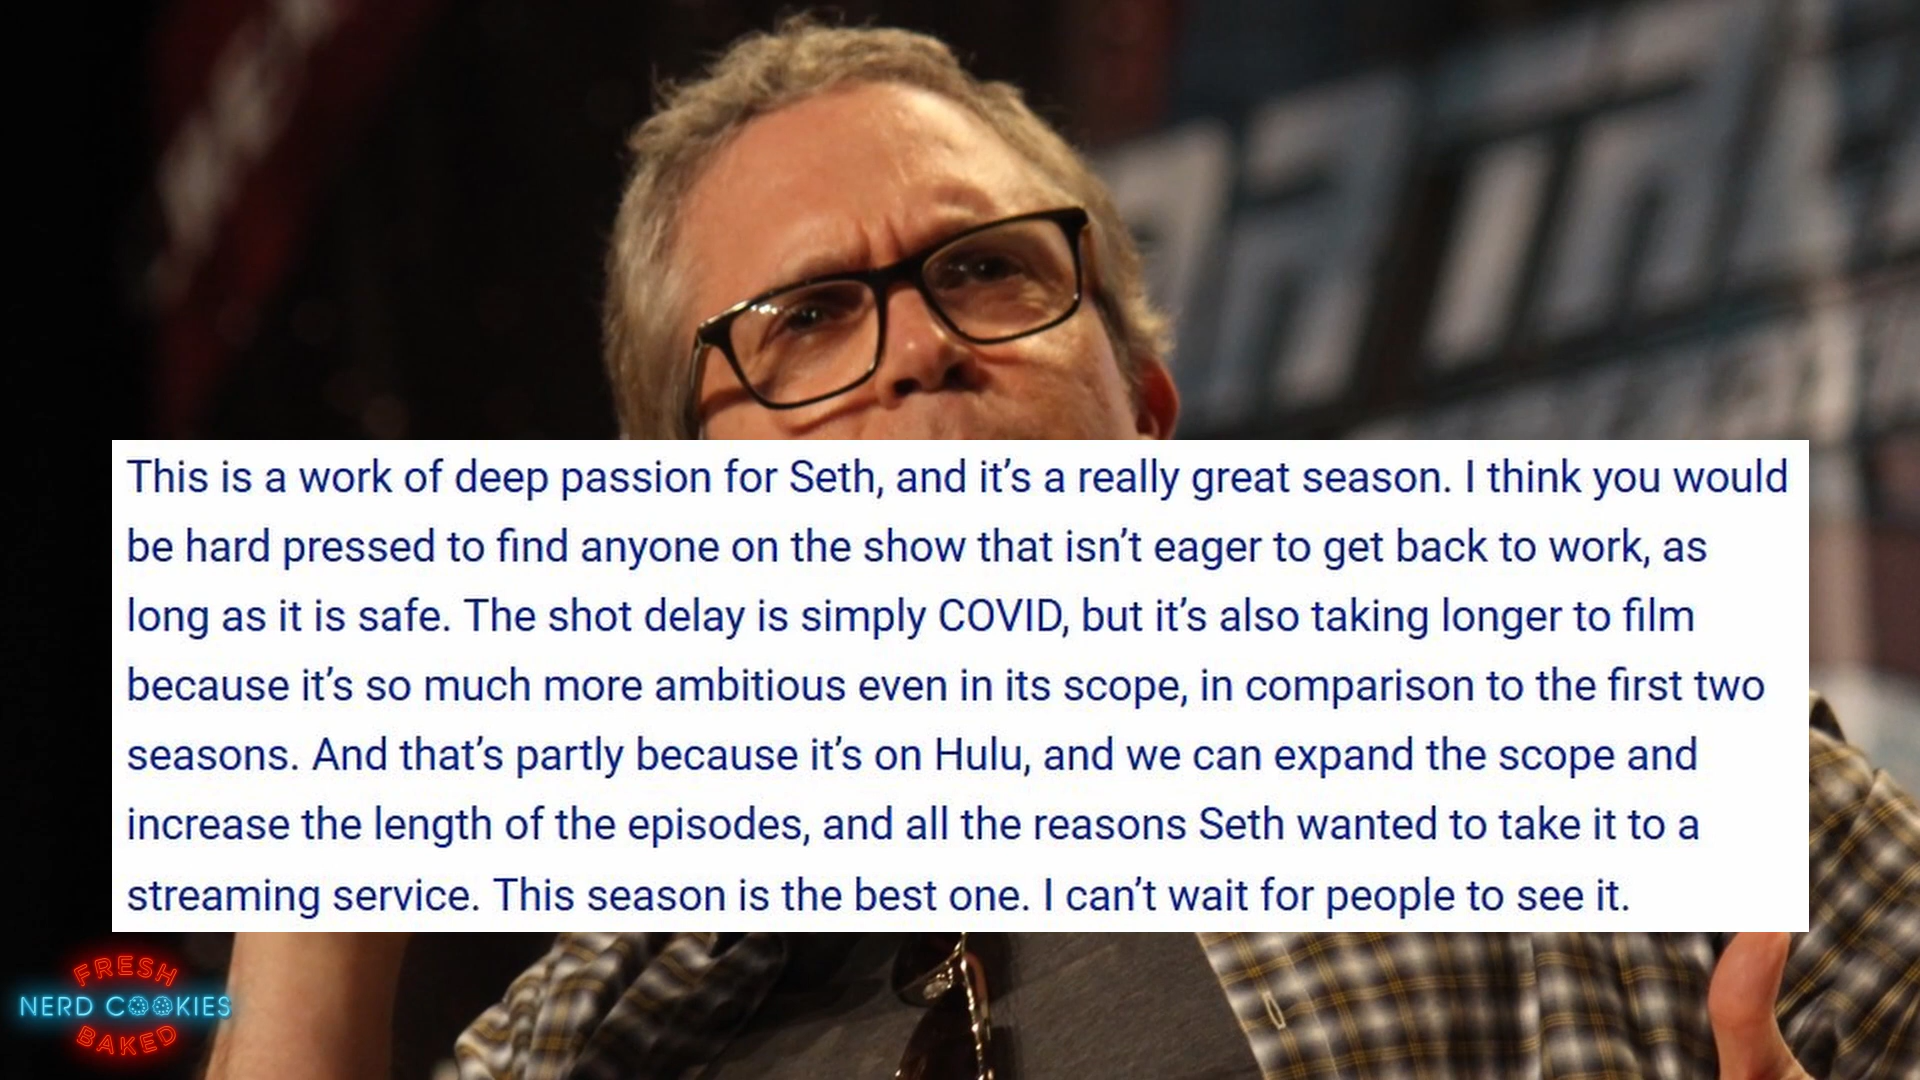 This is a work of deep passion for Seth, and it’s a really great season. I think you would
be hard pressed to find anyone on the show that isn’t eager to get back to work, as
long as it is safe. The shot delay is simply COVID, but it’s also taking longer to film
because it’s so much more ambitious even in its scope, in comparison to the first two
seasons. And that’s partly because it’s on Hulu, and we can expand the scope and
increase the length of the episodes, and all the reasons Seth wanted to take it to a
streaming service. This season is the best one. I can’t wait for people to see it.
FRESH
NERD COOKIES
BAKED